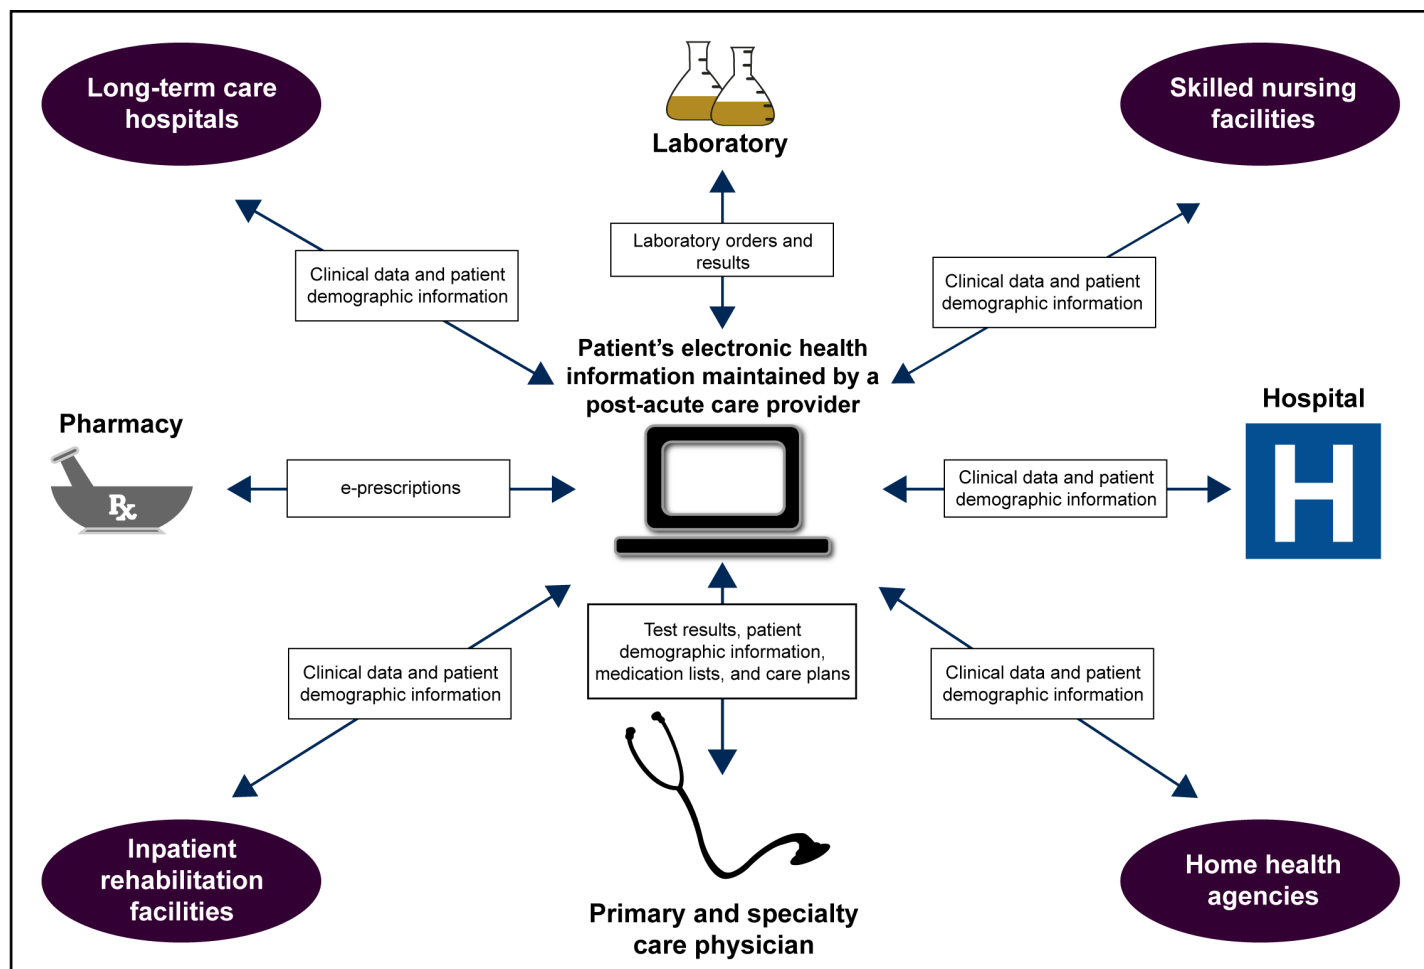 Long-term care
hospitals
Laboratory
Skilled nursing
facilities
Laboratory orders and
results
Clinical data and patient
demographic information
Clinical data and patient
demographic information
Patient’s electronic health
information maintained by a
post-acute care provider
Pharmacy
Rx
e-prescriptions
Clinical data and patient
demographic information
Hospital
H
Test results, patient
demographic information,
medication lists, and care plans
Clinical data and patient
demographic information
Clinical data and patient
demographic information
Inpatient
rehabilitation
facilities
Primary and specialty
care physician
Home health
agencies